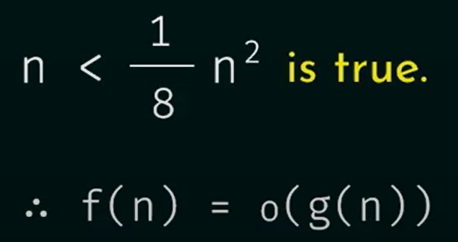 n < 1/8 n² is true.
∴ f(n) = o(g(n))